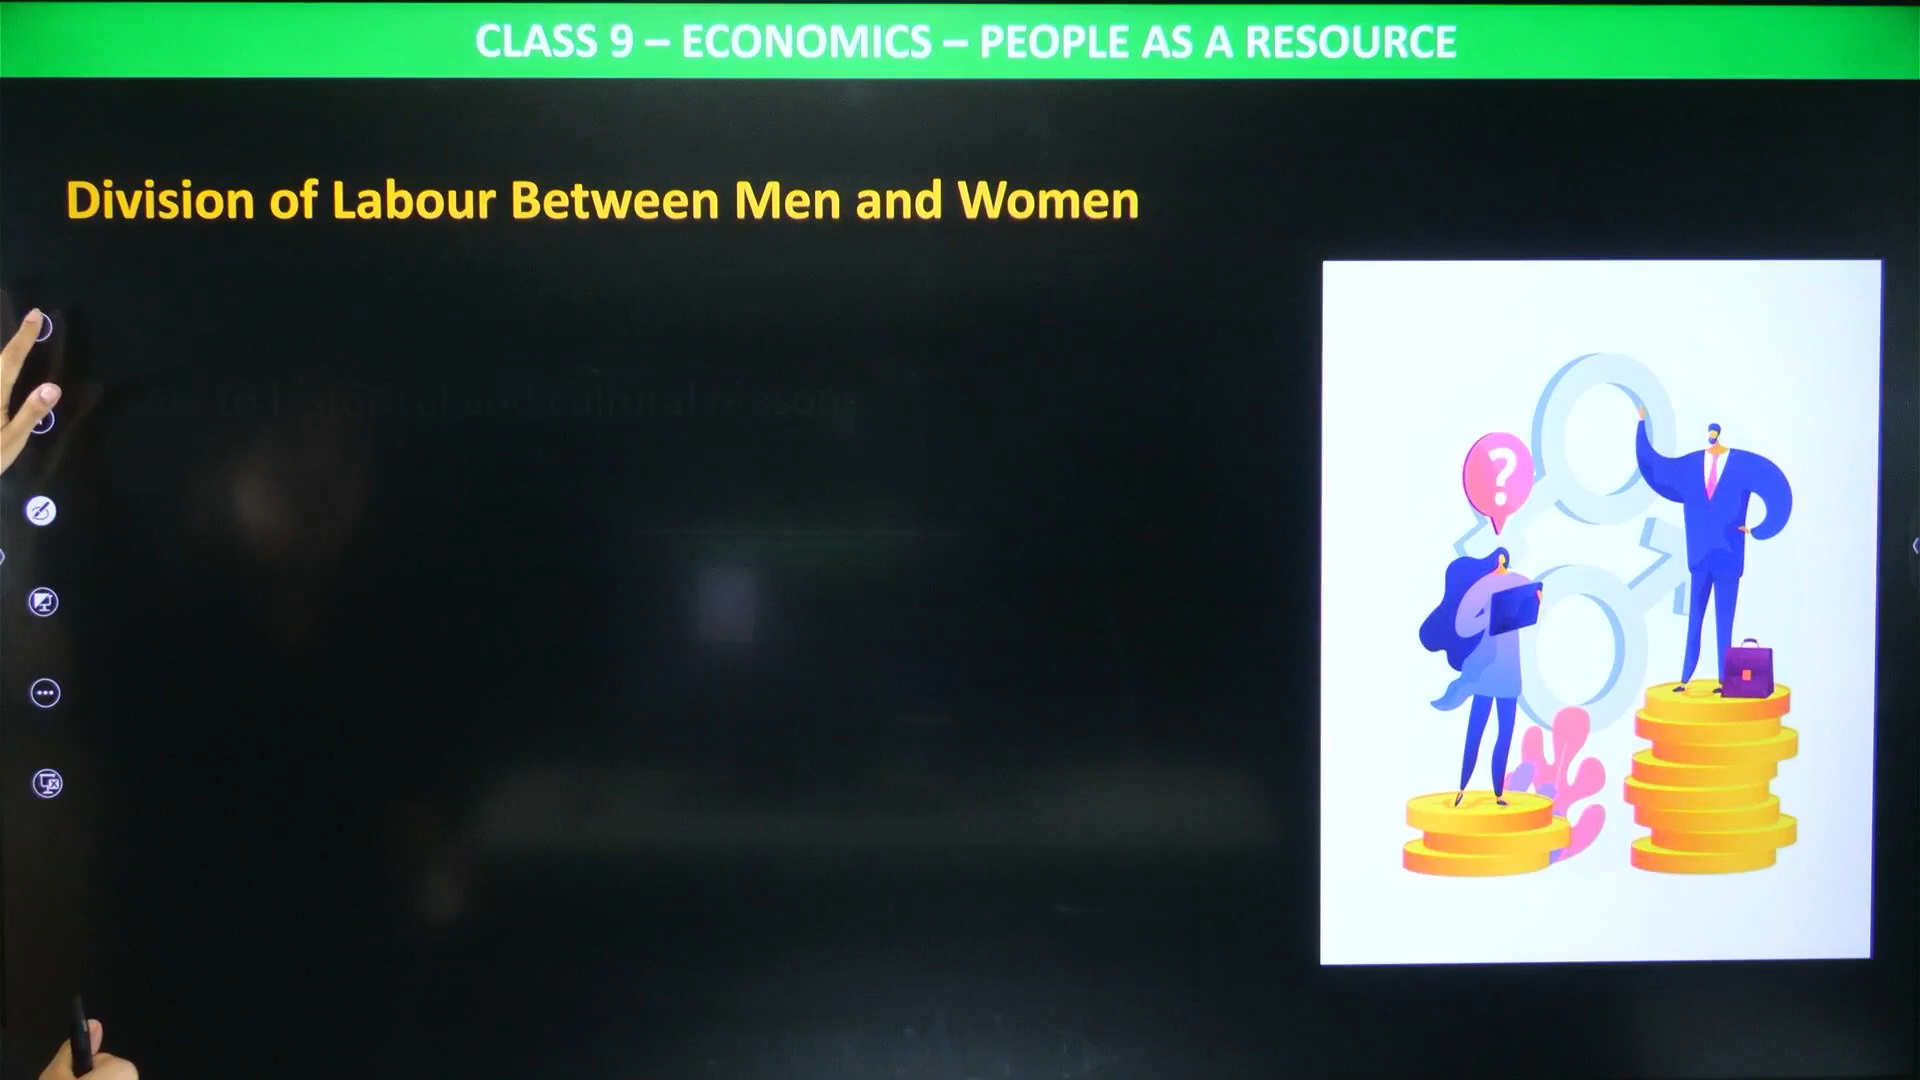 CLASS 9 – ECONOMICS – PEOPLE AS A RESOURCE
Division of Labour Between Men and Women
?